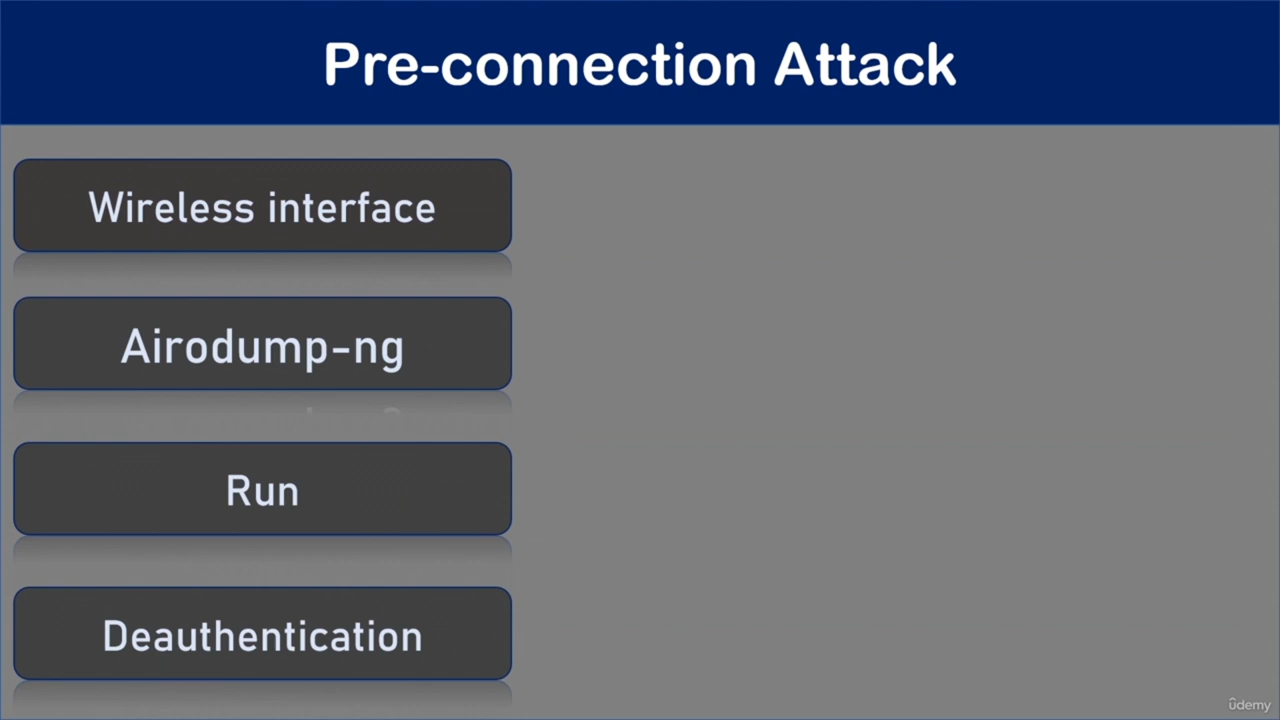 Pre-connection Attack
Wireless interface
Airodump-ng
Run
Deauthentication
ûdemy